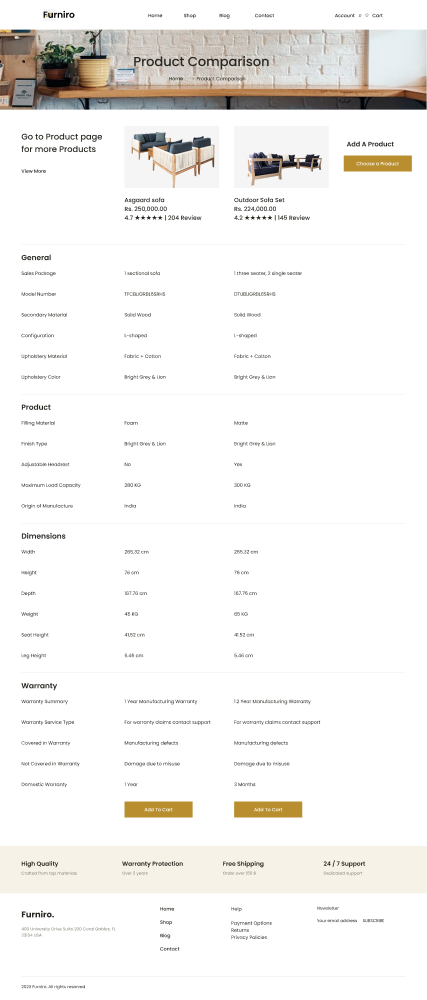 Furniro
Home Shop Blog Contact Account Cart
Product Comparison
Home Product Comparison
Go to Product page
for more Products
View More
Asgaard sofa
Rs. 250,000.00
4.7 ★★★★★ | 204 Review
Outdoor Sofa Set
Rs. 224,000.00
4.2 ★★★★★ | 145 Review
Add A Product
Choose a Product
General
Sales Package 1 sectional sofa 1 three seater, 2 single seater
Model Number
Secondary Material Solid Wood Solid Wood
Configuration L-shaped L-shaped
Upholstery Material Fabric + Cotton Fabric + Cotton
Upholstery Color Bright Grey & Lion Bright Grey & Lion
Product
Filling Material Foam Matte
Finish Type Bright Grey & Lion Bright Grey & Lion
Adjustable Headrest No Yes
Maximum Load Capacity 280 KG 300 KG
Origin of Manufacture India India
Dimensions
Width 265.32 cm 265.32 cm
Height 76 cm 76 cm
Depth 167.76 cm 167.76 cm
Weight 45 KG 65 KG
Seat Height 41.52 cm 41.52 cm
Leg Height 5.46 cm 5.46 cm
Warranty
Warranty Summary 1 Year Manufacturing Warranty 1.2 Year Manufacturing Warranty
Warranty Service Type For warranty claims contact support For warranty claims contact support
Covered in Warranty Manufacturing defects Manufacturing defects
Not Covered in Warranty Damage due to misuse Damage due to misuse
Domestic Warranty 1 Year 3 Months
Add To Cart Add To Cart
High Quality
Crafted from top materials
Warranty Protection
Over 2 years
Free Shipping
Order over 150 $
24 / 7 Support
Dedicated support
Furniro.
400 University Drive Suite 200 Coral Gables, FL
33134 USA
Home
Shop
Blog
Contact
Help
Payment Options
Returns
Privacy Policies
Newsletter
Your email address SUBSCRIBE
2023 Furniro. All rights reserved